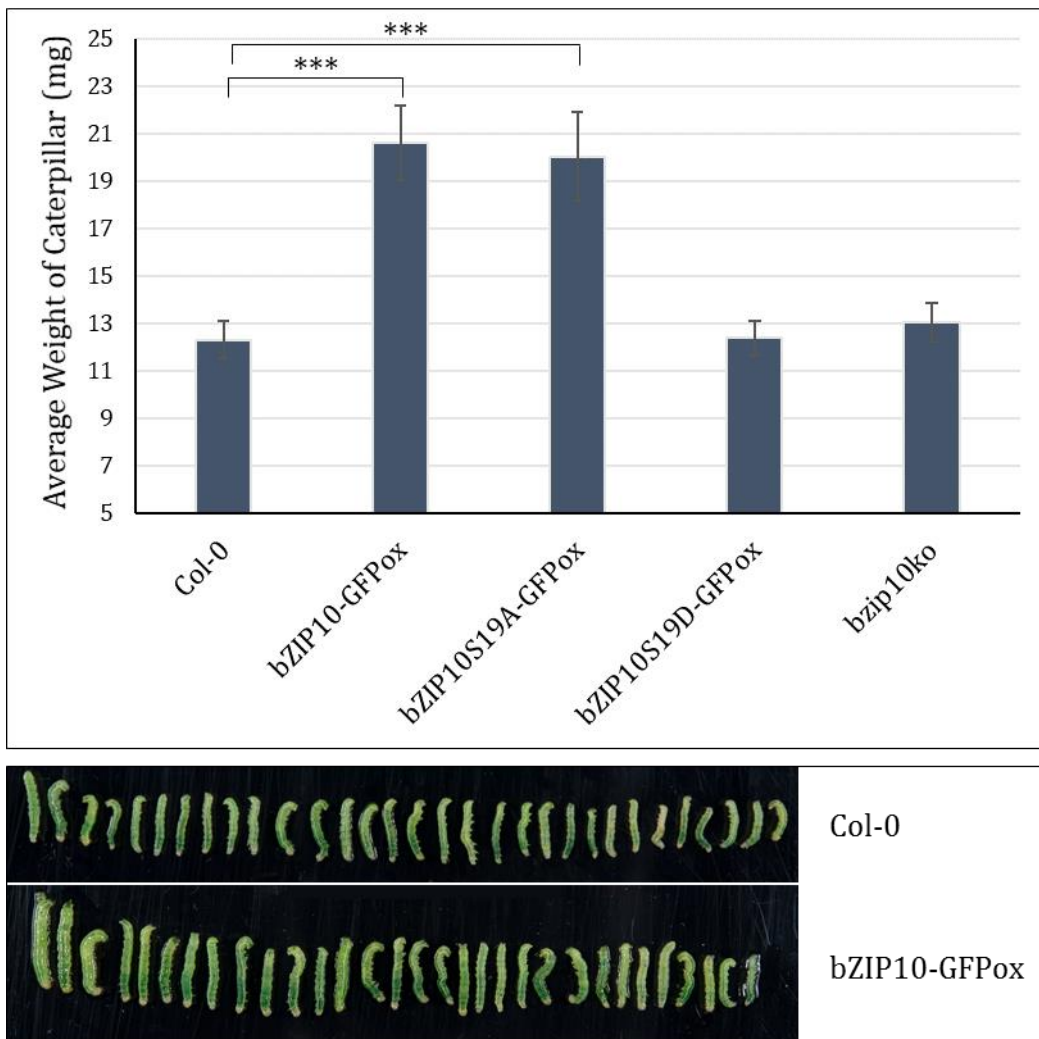 Average Weight of Caterpillar (mg)
25
23
21
19
17
15
13
11
9
7
5
***
***
Col-0
bZIP10-GFPox
bZIP10S19A-GFPox
bZIP10S19D-GFPox
bzip10ko
Col-0
bZIP10-GFPox